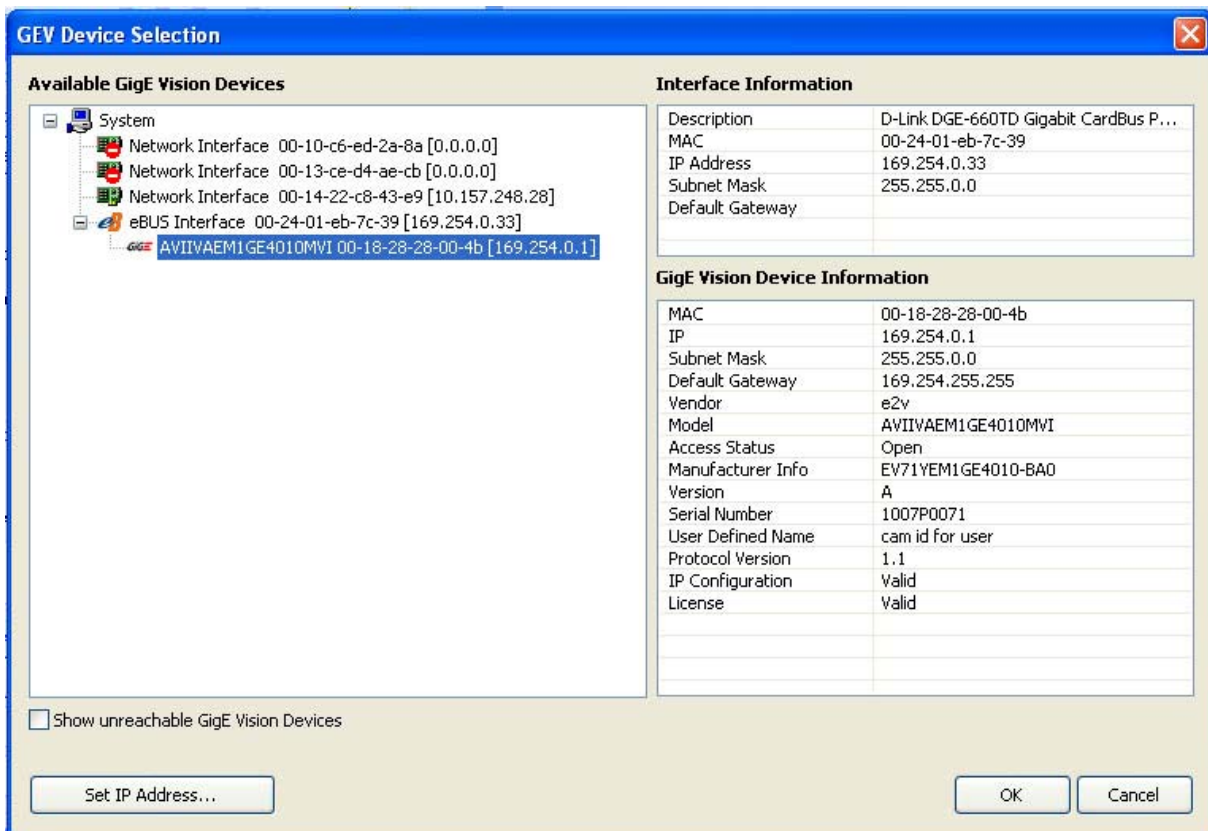 GEV Device Selection
Available GigE Vision Devices
System
Network Interface 00-10-c6-ed-2a-8a [0.0.0.0]
Network Interface 00-13-ce-d4-ae-cb [0.0.0.0]
Network Interface 00-14-22-c8-43-e9 [10.157.248.28]
eBUS Interface 00-24-01-eb-7c-39 [169.254.0.33]
GIGE AVIIVAEM1GE4010MVI 00-18-28-28-00-4b [169.254.0.1]
Show unreachable GigE Vision Devices
Set IP Address...
Interface Information
Description D-Link DGE-660TD Gigabit CardBus P...
MAC 00-24-01-eb-7c-39
IP Address 169.254.0.33
Subnet Mask 255.255.0.0
Default Gateway
GigE Vision Device Information
MAC 00-18-28-28-00-4b
IP 169.254.0.1
Subnet Mask 255.255.0.0
Default Gateway 169.254.255.255
Vendor e2v
Model AVIIVAEM1GE4010MVI
Access Status Open
Manufacturer Info EV71YEM1GE4010-BA0
Version A
Serial Number 1007P0071
User Defined Name cam id for user
Protocol Version 1.1
IP Configuration Valid
License Valid
OK Cancel